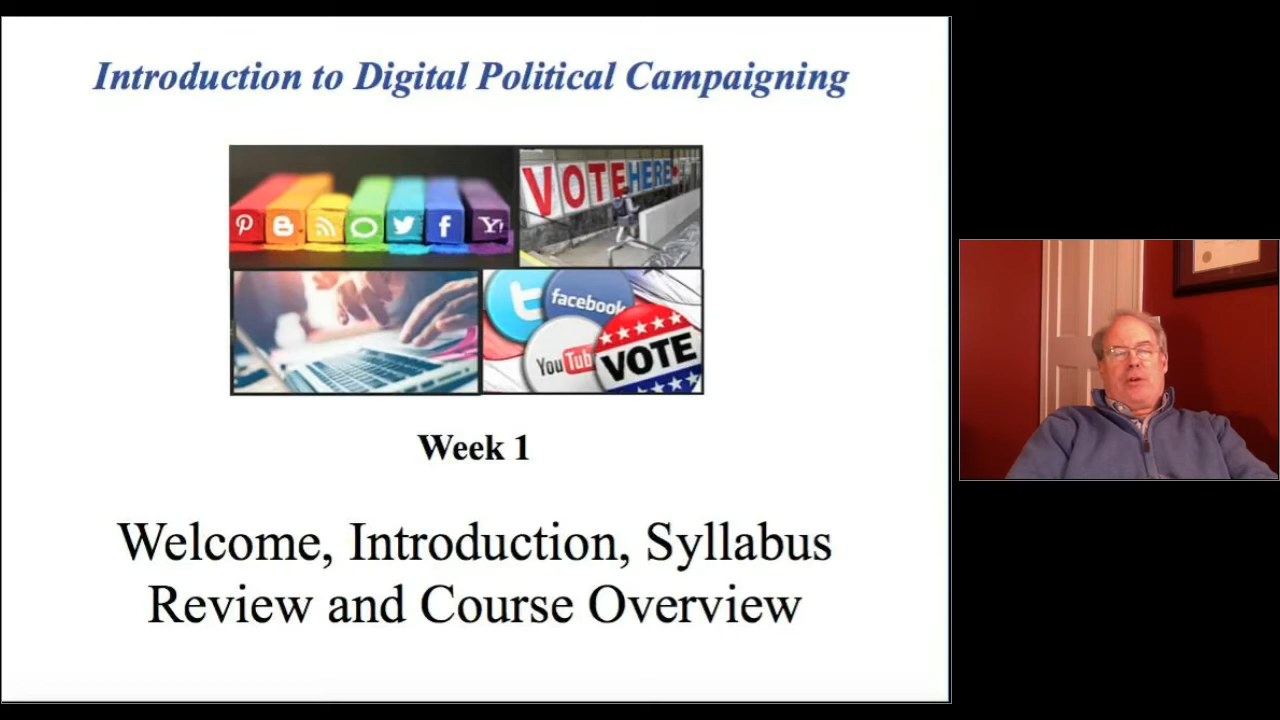 Introduction to Digital Political Campaigning
VOTE HERE
Y!
facebook
YouTube
VOTE
Week 1
Welcome, Introduction, Syllabus
Review and Course Overview